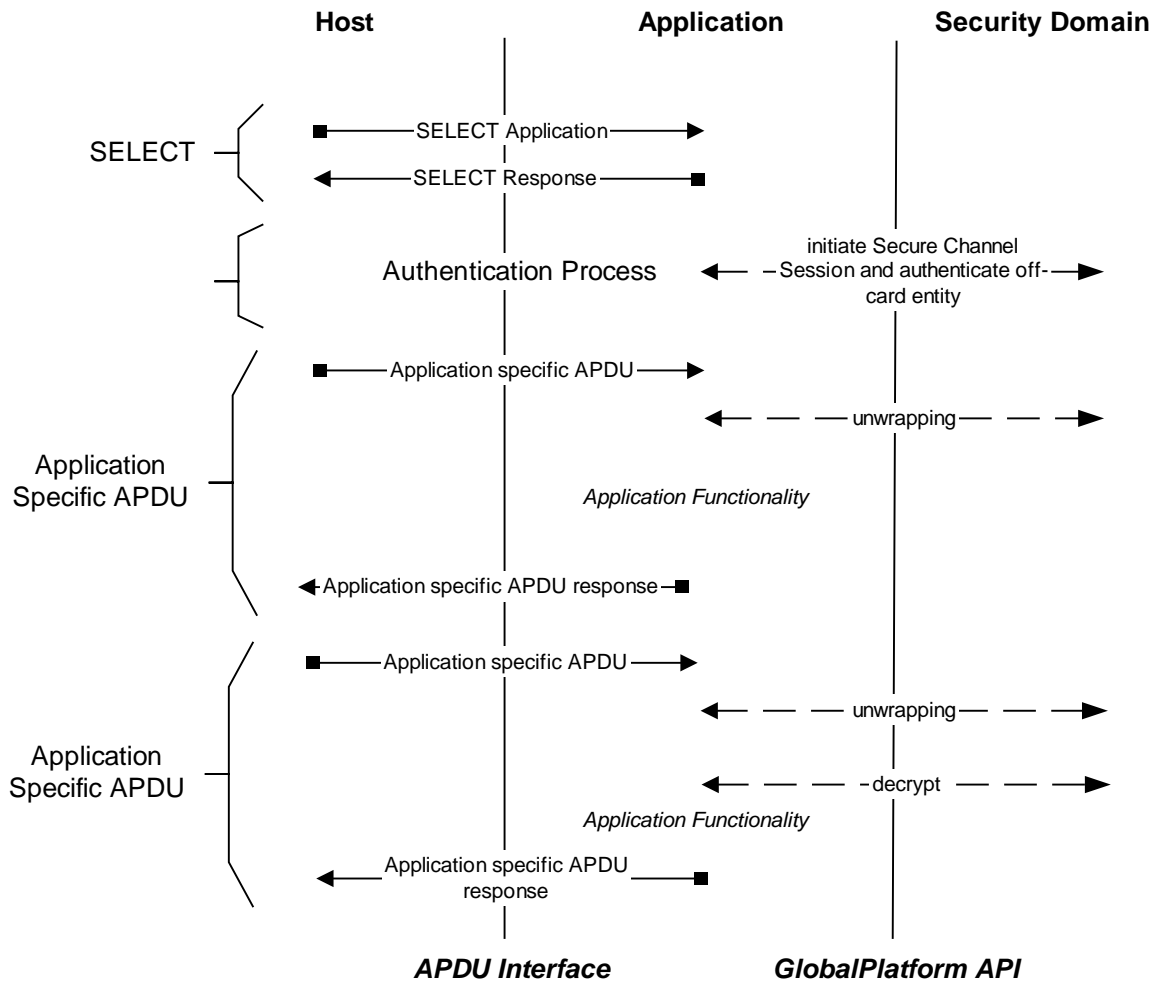 Host
Application
Security Domain
SELECT
SELECT Application
SELECT Response
Authentication Process
initiate Secure Channel
Session and authenticate off-
card entity
Application
Specific APDU
Application specific APDU
unwrapping
Application Functionality
Application specific APDU response
Application
Specific APDU
Application specific APDU
unwrapping
decrypt
Application Functionality
Application specific APDU
response
APDU Interface
GlobalPlatform API